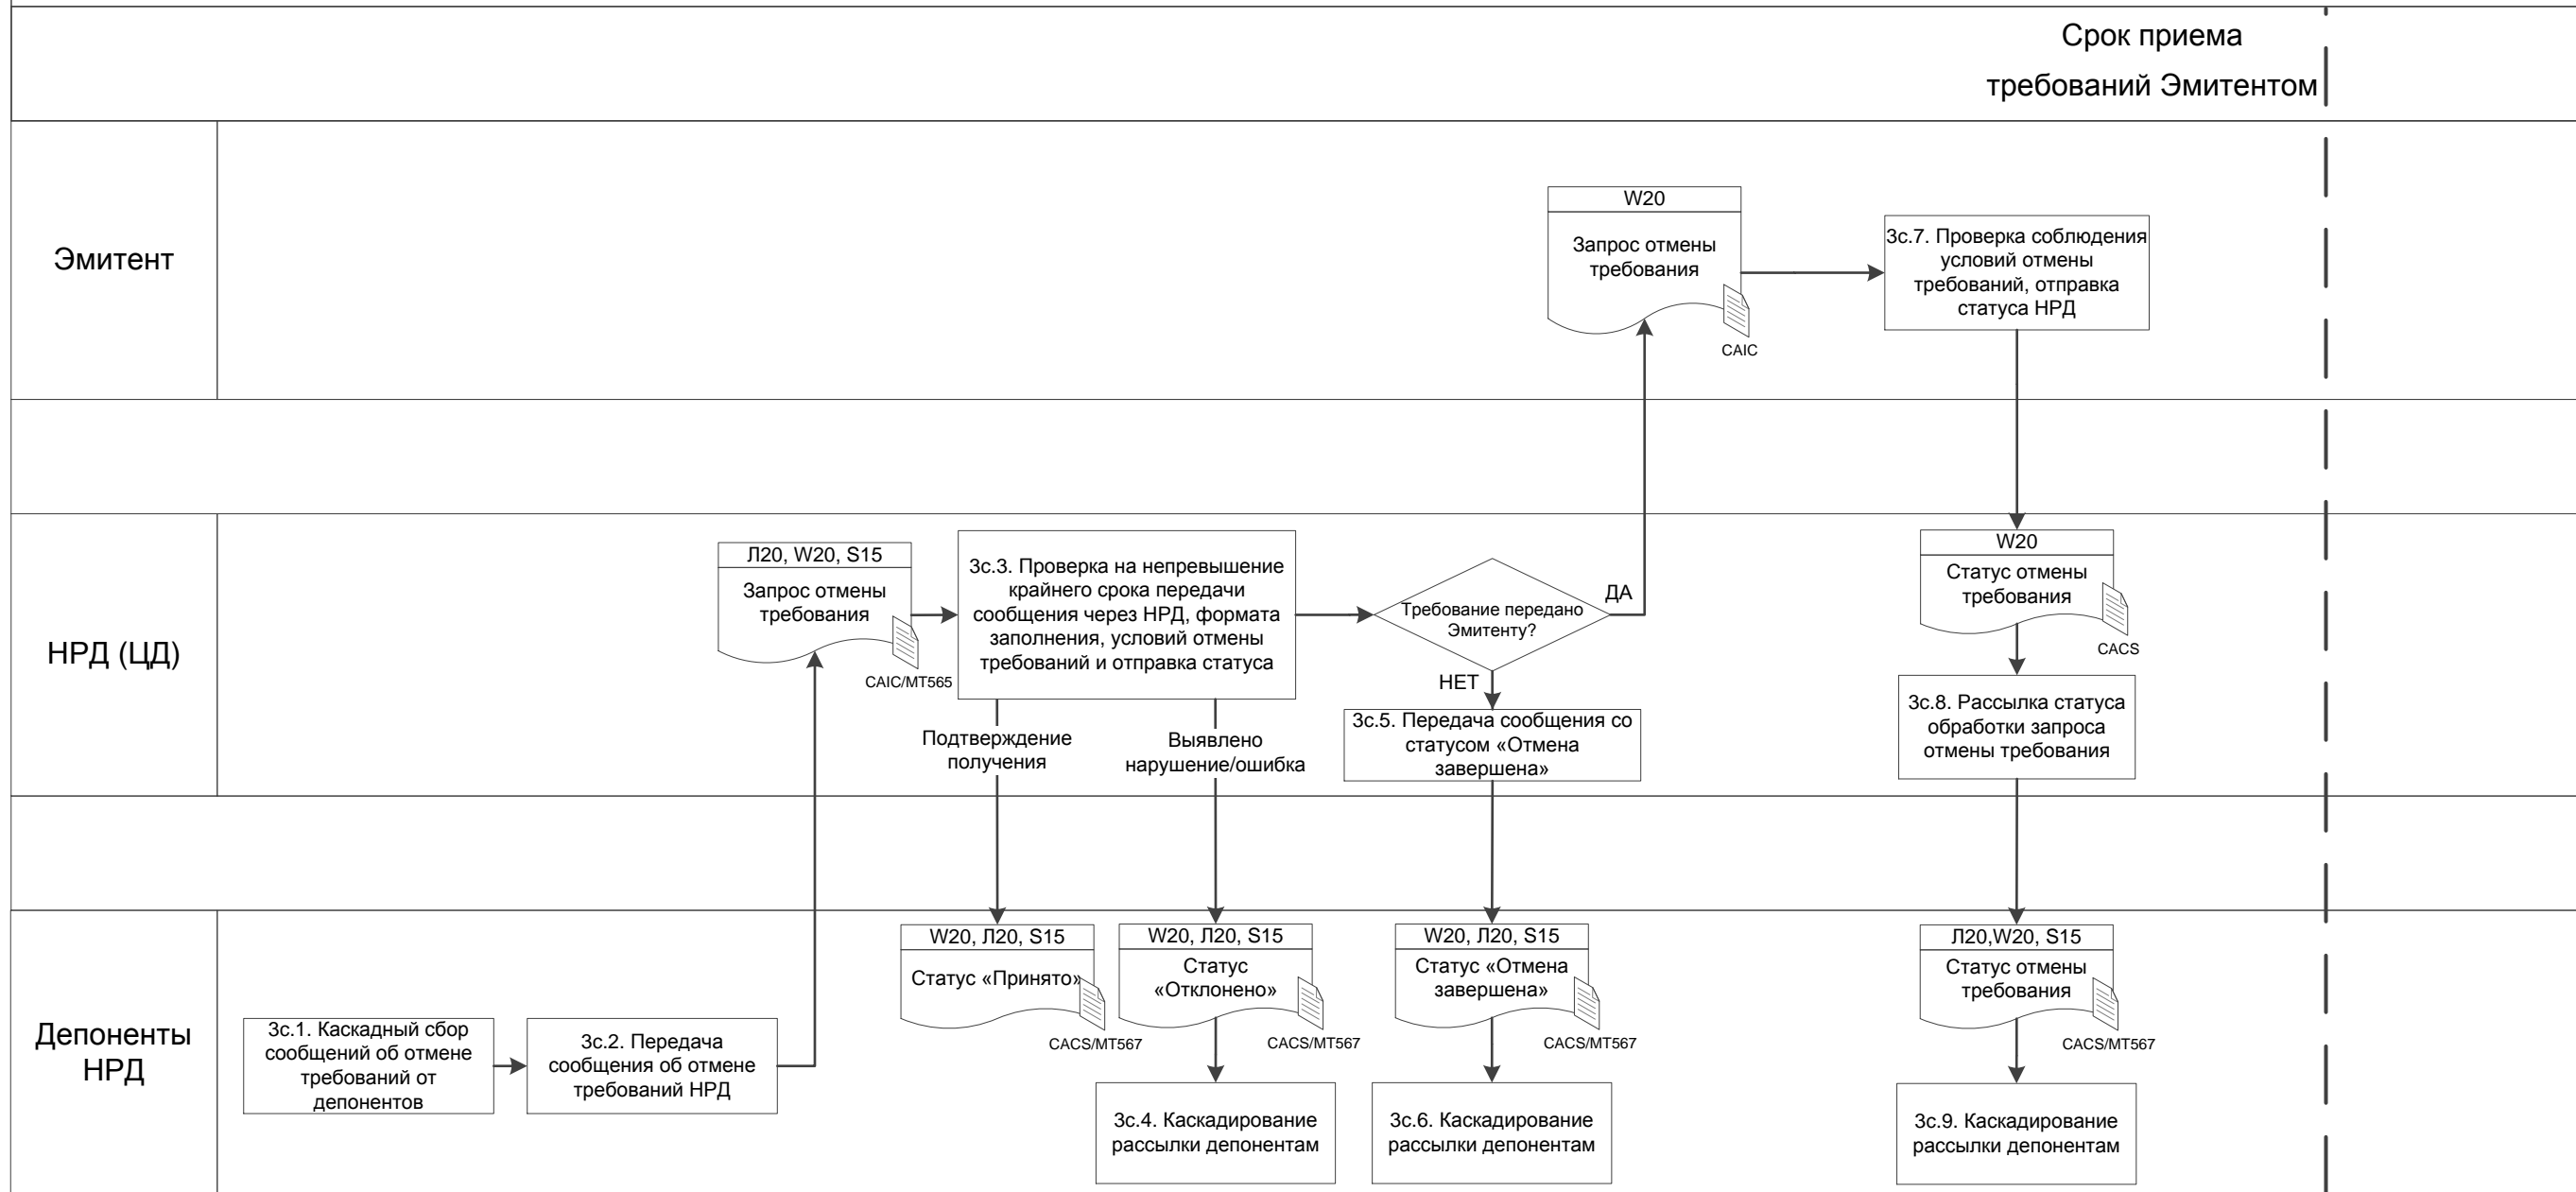 Срок приема
требований Эмитентом
Эмитент
W20
Запрос отмены
требования
CAIC
3с.7. Проверка соблюдения
условий отмены
требований, отправка
статуса НРД
НРД (ЦД)
Л20, W20, S15
Запрос отмены
требования
CAIC/MT565
3с.3. Проверка на непревышение
крайнего срока передачи
сообщения через НРД, формата
заполнения, условий отмены
требований и отправка статуса
Подтверждение
получения
Выявлено
нарушение/ошибка
Требование передано
Эмитенту?
ДА
НЕТ
3с.5. Передача сообщения со
статусом «Отмена
завершена»
W20
Статус отмены
требования
CACS
3с.8. Рассылка статуса
обработки запроса
отмены требования
Депоненты
НРД
3с.1. Каскадный сбор
сообщений об отмене
требований от
депонентов
3с.2. Передача
сообщения об отмене
требований НРД
W20, Л20, S15
Статус «Принято»
CACS/MT567
W20, Л20, S15
Статус
«Отклонено»
CACS/MT567
3с.4. Каскадирование
рассылки депонентам
W20, Л20, S15
Статус «Отмена
завершена»
CACS/MT567
3с.6. Каскадирование
рассылки депонентам
Л20,W20, S15
Статус отмены
требования
CACS/MT567
3с.9. Каскадирование
рассылки депонентам